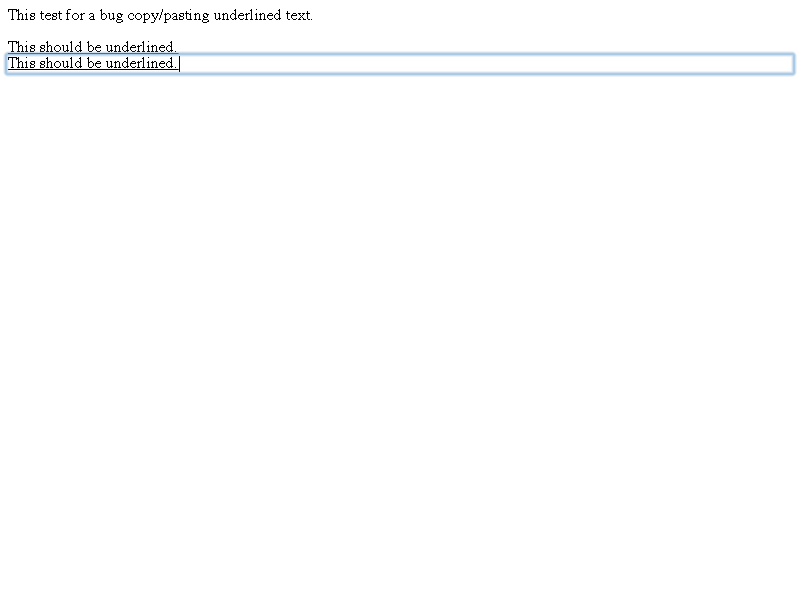 This test for a bug copy/pasting underlined text.
This should be underlined.
This should be underlined.